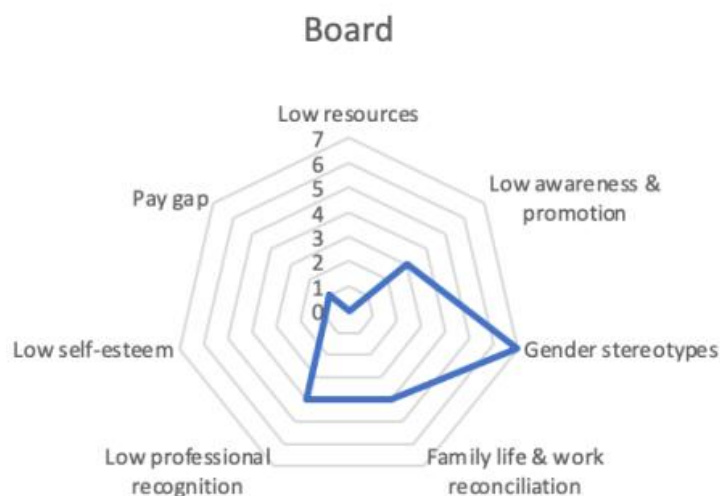 Board
Low resources
7
6
5
4
3
2
1
0
Low awareness &
promotion
Gender stereotypes
Family life & work
reconciliation
Low professional
recognition
Low self-esteem
Pay gap